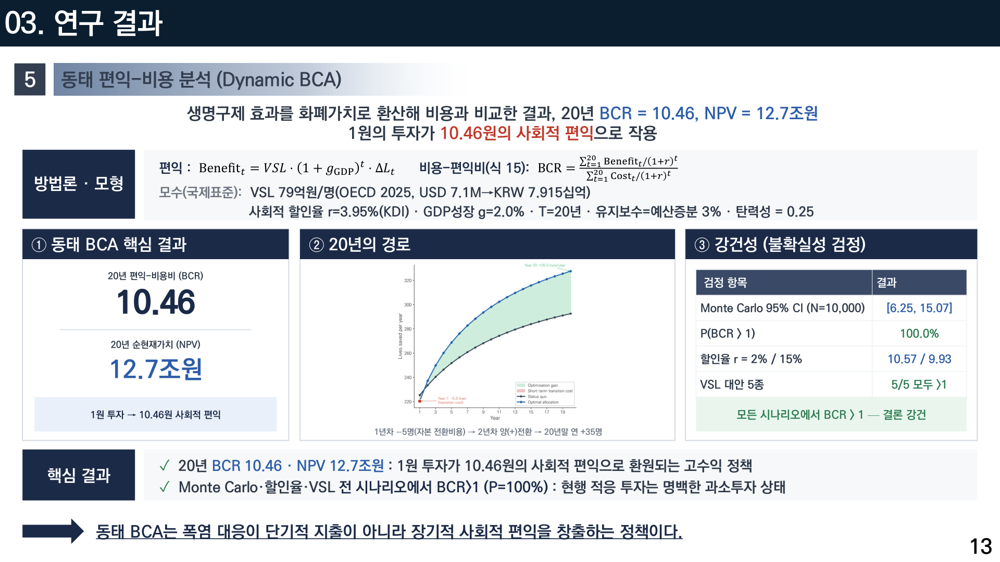 03. 연구 결과
5
동태 편익-비용 분석 (Dynamic BCA)
생명구제 효과를 화폐가치로 환산해 비용과 비교한 결과, 20년 BCR = 10.46, NPV = 12.7조원
1원의 투자가 10.46원의 사회적 편익으로 작용
방법론 · 모형
편익 : Benefit_t = VSL · (1 + g_GDP)^t · ΔL_t 비용-편익비(식 15): BCR = ∑_{t=1}^{20} Benefit_t/(1+r)^t / ∑_{t=1}^{20} Cost_t/(1+r)^t
모수(국제표준): VSL 79억원/명(OECD 2025, USD 7.1M→KRW 7.915십억)
사회적 할인율 r=3.95%(KDI) · GDP성장 g=2.0% · T=20년 · 유지보수=예산증분 3% · 탄력성 = 0.25
① 동태 BCA 핵심 결과
20년 편익-비용비 (BCR)
10.46
20년 순현재가치 (NPV)
12.7조원
1원 투자 → 10.46원 사회적 편익
② 20년의 경로
Year 20: +35.0 lives/year
320
300
280
260
240
220
Lives saved per year
Year 1: -5.0 lives
(transition cost)
Optimisation gain
Short-term transition cost
Status quo
Optimal allocation
1 3 5 7 9 11 13 15 17 19
Year
1년차 −5명(자본 전환비용) → 2년차 양(+)전환 → 20년말 연 +35명
③ 강건성 (불확실성 검정)
검정 항목 결과
Monte Carlo 95% CI (N=10,000) [6.25, 15.07]
P(BCR 〉1) 100.0%
할인율 r = 2% / 15% 10.57 / 9.93
VSL 대안 5종 5/5 모두 〉1
모든 시나리오에서 BCR 〉1 — 결론 강건
핵심 결과
✓ 20년 BCR 10.46 · NPV 12.7조원 : 1원 투자가 10.46원의 사회적 편익으로 환원되는 고수익 정책
✓ Monte Carlo·할인율·VSL 전 시나리오에서 BCR〉1 (P=100%) : 현행 적응 투자는 명백한 과소투자 상태
동태 BCA는 폭염 대응이 단기적 지출이 아니라 장기적 사회적 편익을 창출하는 정책이다.
13